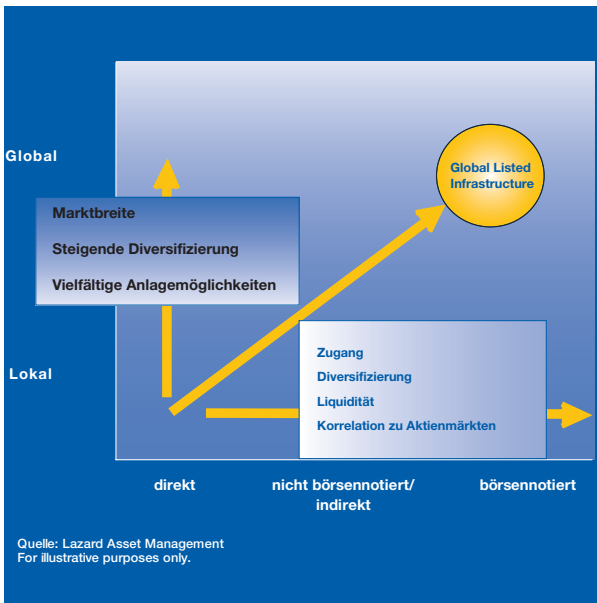 Global
Global Listed
Infrastructure
Marktbreite
Steigende Diversifizierung
Vielfältige Anlagemöglichkeiten
Lokal
Zugang
Diversifizierung
Liquidität
Korrelation zu Aktienmärkten
direkt
nicht börsennotiert/
indirekt
börsennotiert
Quelle: Lazard Asset Management
For illustrative purposes only.